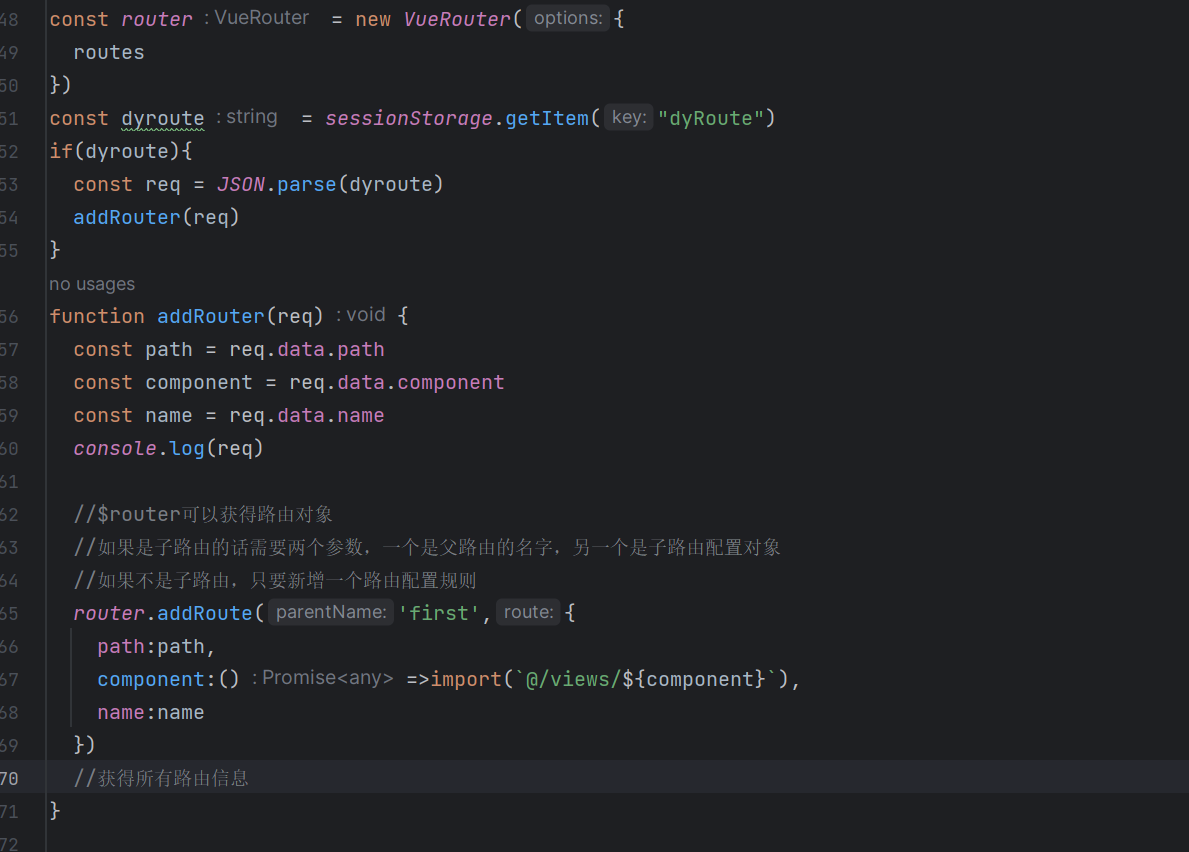 48 const router : VueRouter = new VueRouter( options: {
49 routes
50 })
51 const dyroute : string = sessionStorage.getItem( key: "dyRoute")
52 if(dyroute){
53 const req = JSON.parse(dyroute)
54 addRouter(req)
55 }
no usages
56 function addRouter(req) : void {
57 const path = req.data.path
58 const component = req.data.component
59 const name = req.data.name
60 console.log(req)
61
62 //$router可以获得路由对象
63 //如果是子路由的话需要两个参数，一个是父路由的名字，另一个是子路由配置对象
64 //如果不是子路由，只要新增一个路由配置规则
65 router.addRoute( parentName: 'first', route: {
66 path:path,
67 component:() : Promise<any> =>import(`@/views/${component}`),
68 name:name
69 })
70 //获得所有路由信息
71 }
72